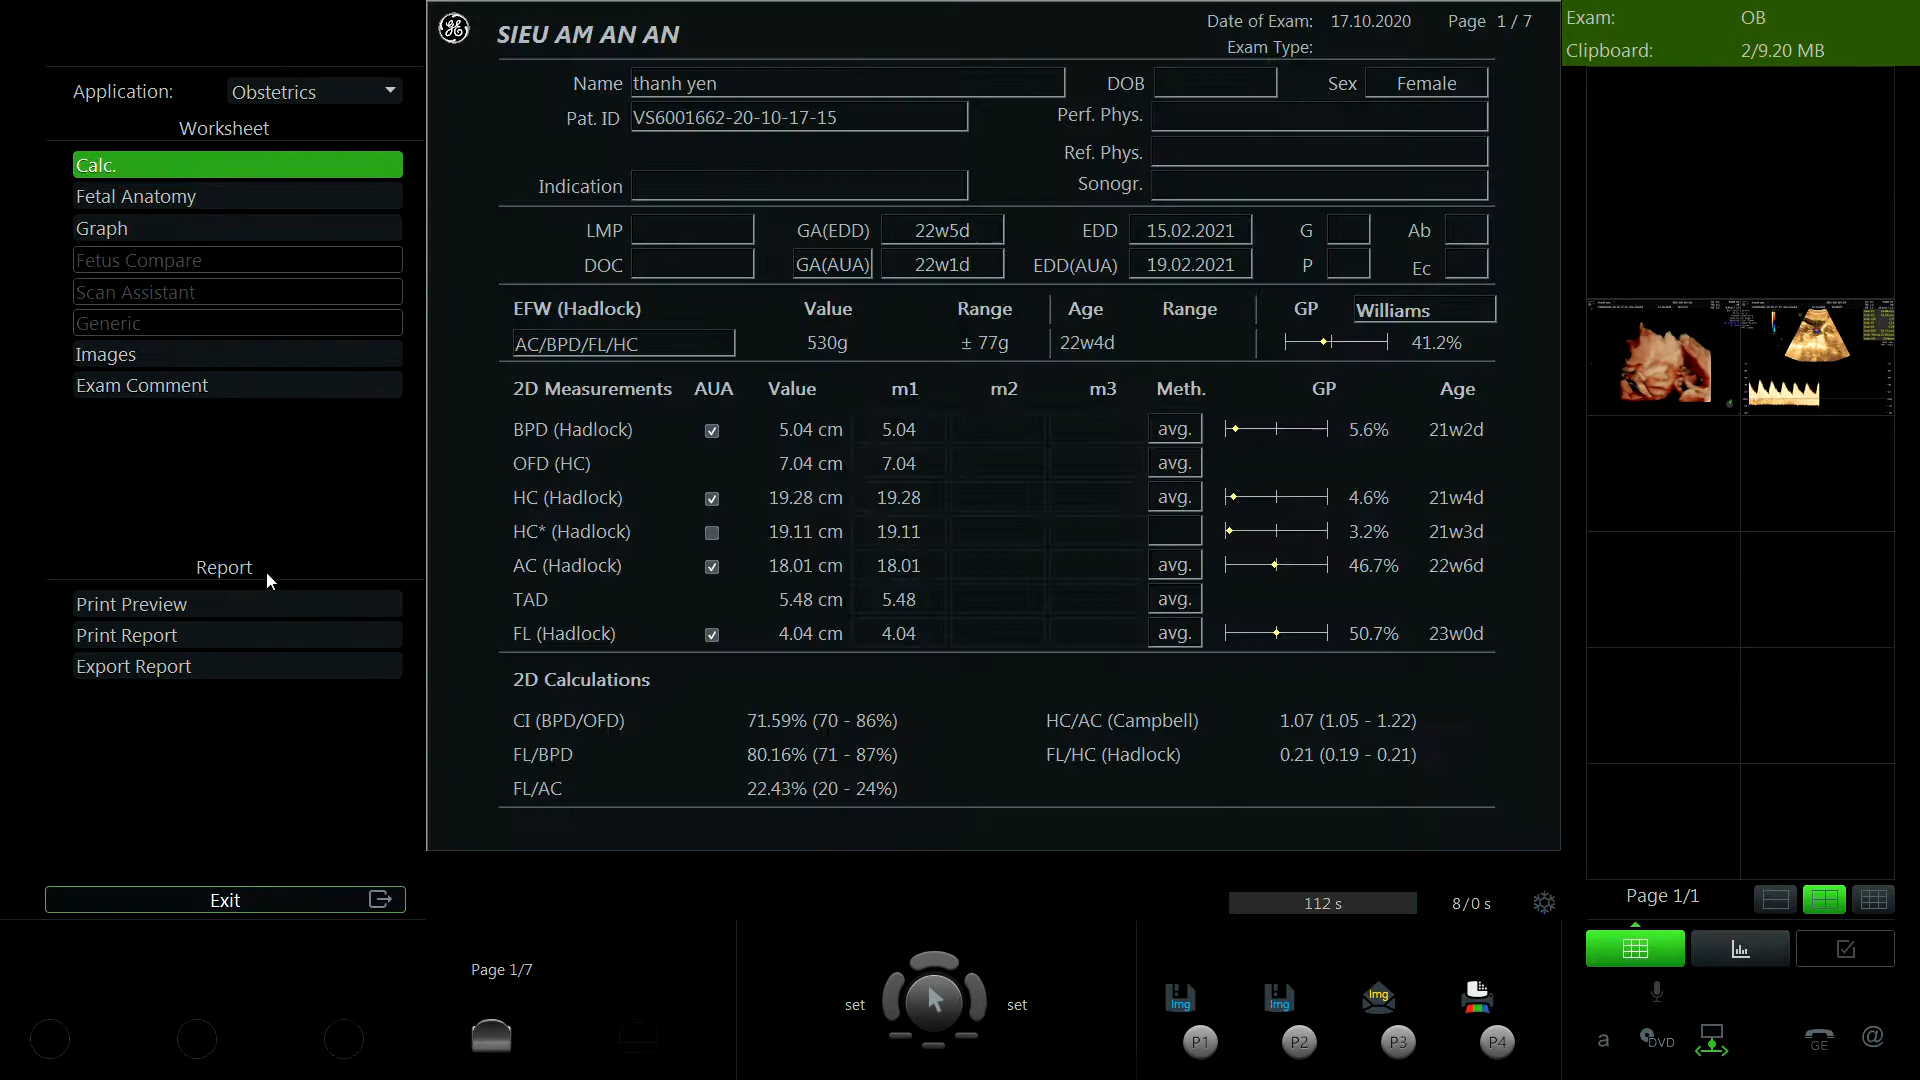 SIEU AM AN AN
Date of Exam: 17.10.2020 Page 1 / 7
Exam Type:
Exam: OB
Clipboard: 2/9.20 MB
Application: Obstetrics
Worksheet
Calc.
Fetal Anatomy
Graph
Fetus Compare
Scan Assistant
Generic
Images
Exam Comment
Report
Print Preview
Print Report
Export Report
Exit
Name thanh yen DOB Sex Female
Pat. ID VS6001662-20-10-17-15 Perf. Phys.
Ref. Phys.
Indication Sonogr.
LMP GA(EDD) 22w5d EDD 15.02.2021 G Ab
DOC GA(AUA) 22w1d EDD(AUA) 19.02.2021 P Ec
EFW (Hadlock) Value Range Age Range GP Williams
AC/BPD/FL/HC 530g ± 77g 22w4d 41.2%
2D Measurements AUA Value m1 m2 m3 Meth. GP Age
BPD (Hadlock) 5.04 cm 5.04 avg. 5.6% 21w2d
OFD (HC) 7.04 cm 7.04 avg.
HC (Hadlock) 19.28 cm 19.28 avg. 4.6% 21w4d
HC* (Hadlock) 19.11 cm 19.11 3.2% 21w3d
AC (Hadlock) 18.01 cm 18.01 avg. 46.7% 22w6d
TAD 5.48 cm 5.48 avg.
FL (Hadlock) 4.04 cm 4.04 avg. 50.7% 23w0d
2D Calculations
CI (BPD/OFD) 71.59% (70 - 86%) HC/AC (Campbell) 1.07 (1.05 - 1.22)
FL/BPD 80.16% (71 - 87%) FL/HC (Hadlock) 0.21 (0.19 - 0.21)
FL/AC 22.43% (20 - 24%)
112 s 8/0 s
Page 1/1
Page 1/7
set set
Img Img Img
P1 P2 P3 P4
a DVD GE @